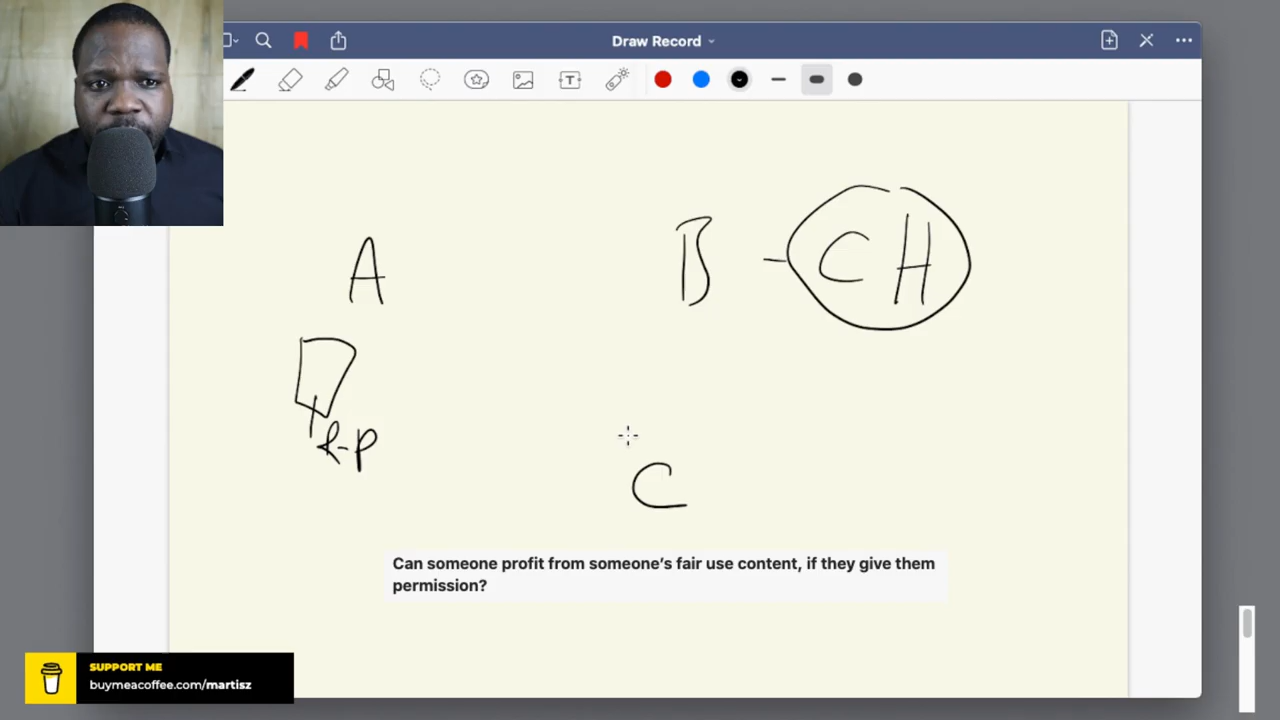 Draw Record
T
A
B - CH
R-P
C
Can someone profit from someone's fair use content, if they give them
permission?
SUPPORT ME
buymeacoffee.com/martisz